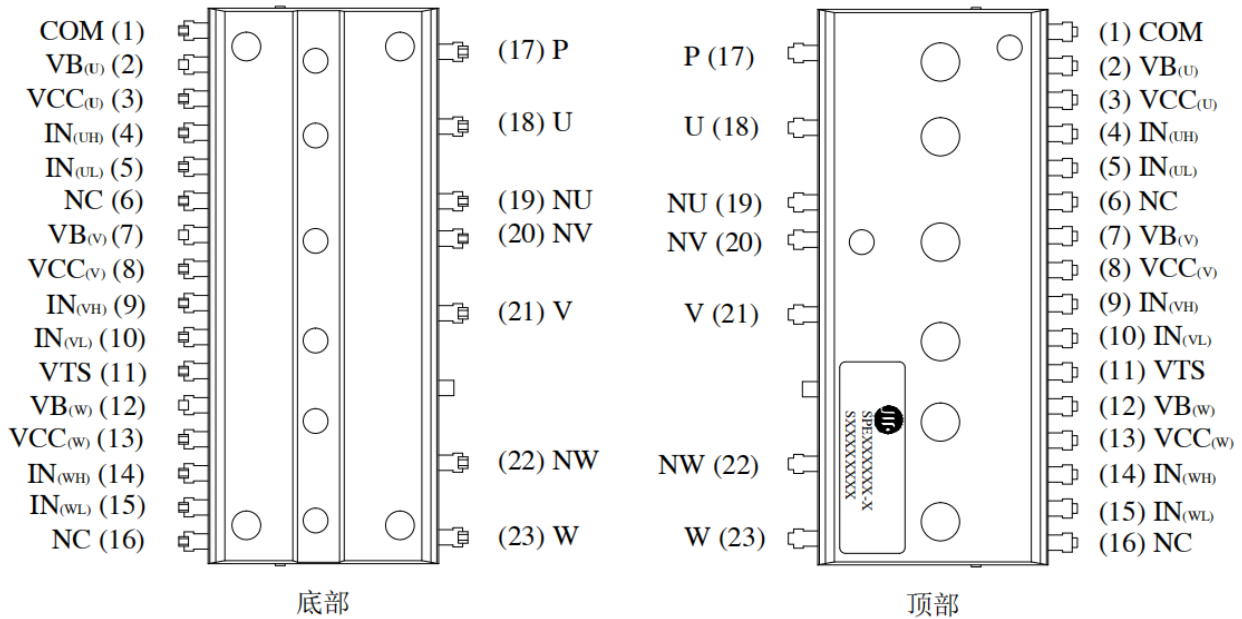 COM (1)
VB(U) (2)
VCC(U) (3)
IN(UH) (4)
IN(UL) (5)
NC (6)
VB(V) (7)
VCC(V) (8)
IN(VH) (9)
IN(VL) (10)
VTS (11)
VB(W) (12)
VCC(W) (13)
IN(WH) (14)
IN(WL) (15)
NC (16)
(17) P
(18) U
(19) NU
(20) NV
(21) V
(22) NW
(23) W
底部
P (17)
U (18)
NU (19)
NV (20)
V (21)
NW (22)
W (23)
SPEXXXXXXX-X
SXXXXXXXXX
(1) COM
(2) VB(U)
(3) VCC(U)
(4) IN(UH)
(5) IN(UL)
(6) NC
(7) VB(V)
(8) VCC(V)
(9) IN(VH)
(10) IN(VL)
(11) VTS
(12) VB(W)
(13) VCC(W)
(14) IN(WH)
(15) IN(WL)
(16) NC
顶部